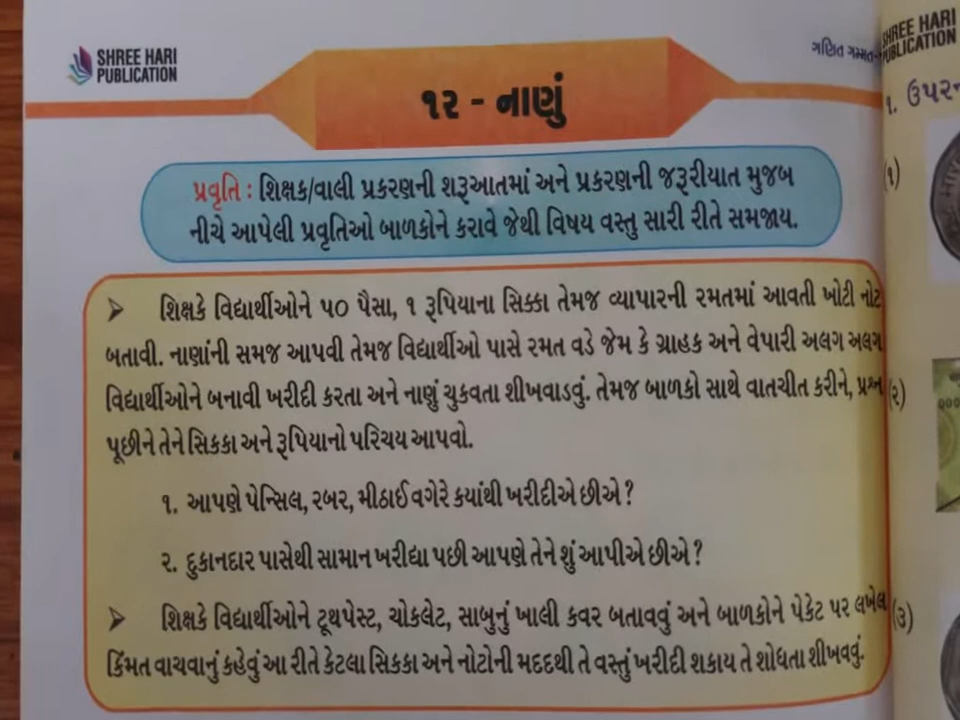 SHREE HARI
PUBLICATION
ગણિત ગમ્મત
૧૨ - નાણું
પ્રવૃતિ : શિક્ષક/વાલી પ્રકરણની શરૂઆતમાં અને પ્રકરણની જરૂરીયાત મુજબ
નીચે આપેલી પ્રવૃતિઓ બાળકોને કરાવે જેથી વિષય વસ્તુ સારી રીતે સમજાય.
➢ શિક્ષકે વિદ્યાર્થીઓને ૫૦ પૈસા, ૧ રૂપિયાના સિક્કા તેમજ વ્યાપારની રમતમાં આવતી ખોટી નોટ
બતાવી. નાણાંની સમજ આપવી તેમજ વિદ્યાર્થીઓ પાસે રમત વડે જેમ કે ગ્રાહક અને વેપારી અલગ અલગ
વિદ્યાર્થીઓને બનાવી ખરીદી કરતા અને નાણું ચુકવતા શીખવાડવું. તેમજ બાળકો સાથે વાતચીત કરીને, પ્રશ્ન
પૂછીને તેને સિકકા અને રૂપિયાનો પરિચય આપવો.
૧. આપણે પેન્સિલ, રબર, મીઠાઈ વગેરે કયાંથી ખરીદીએ છીએ ?
૨. દુકાનદાર પાસેથી સામાન ખરીદ્યા પછી આપણે તેને શું આપીએ છીએ ?
➢ શિક્ષકે વિદ્યાર્થીઓને ટૂથપેસ્ટ, ચોકલેટ, સાબુનું ખાલી કવર બતાવવું અને બાળકોને પેકેટ પર લખેલ
કિંમત વાચવાનું કહેવું આ રીતે કેટલા સિકકા અને નોટોની મદદથી તે વસ્તું ખરીદી શકાય તે શોધતા શીખવવું.
SHREE HARI
PUBLICATION
૧. ઉપરન
(૧)
(૨)
(૩)